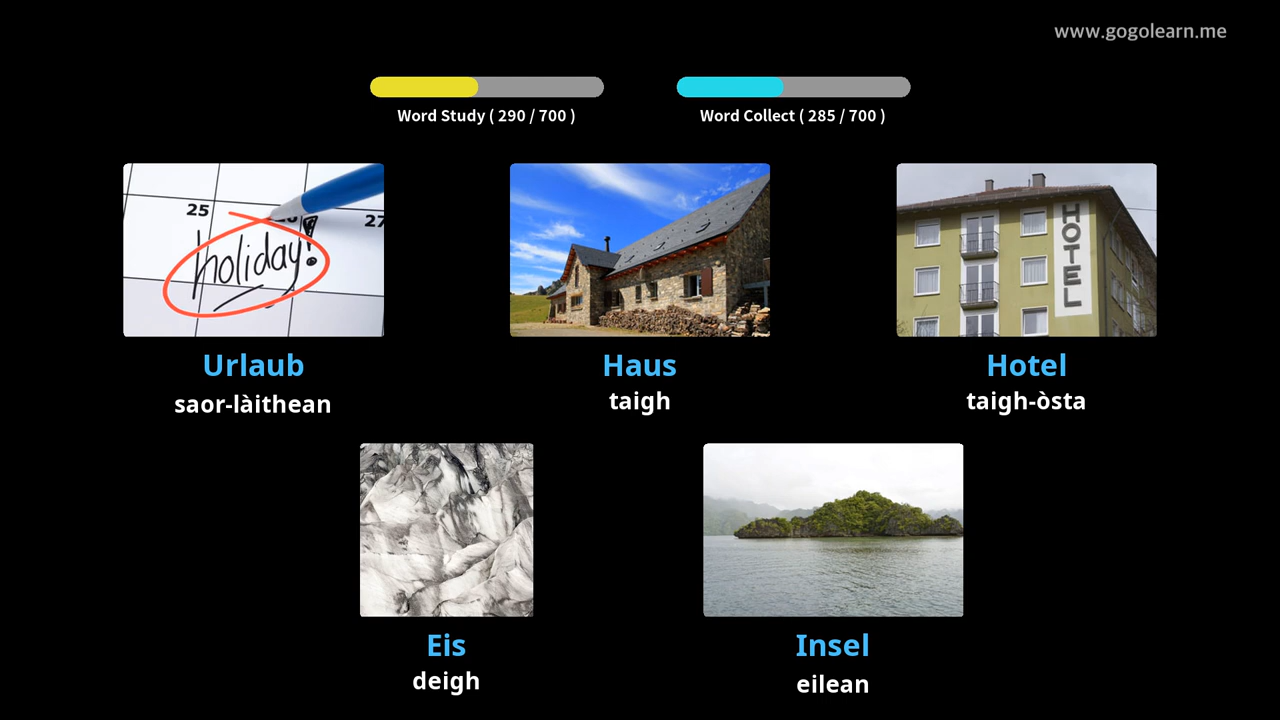 www.gogolearn.me
Word Study ( 290 / 700 )
Word Collect ( 285 / 700 )
25
27
holiday!
HOTEL
Urlaub
saor-làithean
Haus
taigh
Hotel
taigh-òsta
Eis
deigh
Insel
eilean